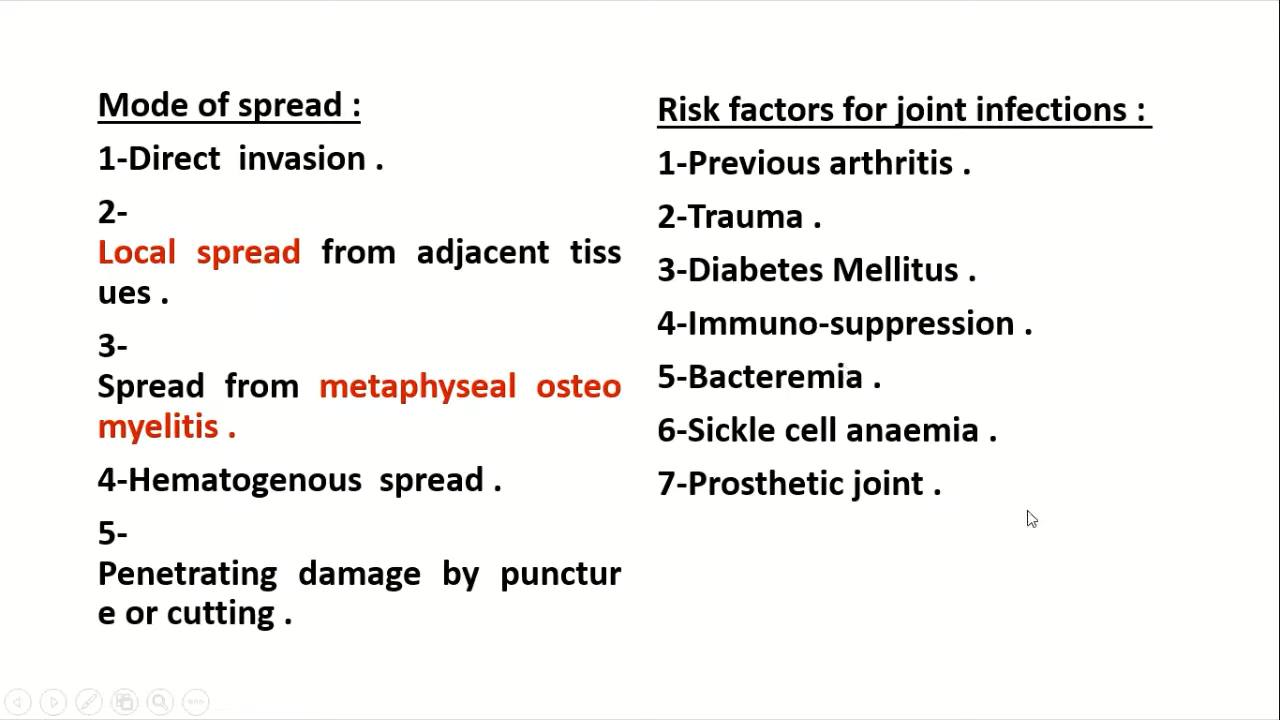 Mode of spread :
1-Direct invasion .
2-
Local spread from adjacent tiss
ues .
3-
Spread from metaphyseal osteo
myelitis .
4-Hematogenous spread .
5-
Penetrating damage by punctur
e or cutting .
Risk factors for joint infections :
1-Previous arthritis .
2-Trauma .
3-Diabetes Mellitus .
4-Immuno-suppression .
5-Bacteremia .
6-Sickle cell anaemia .
7-Prosthetic joint .